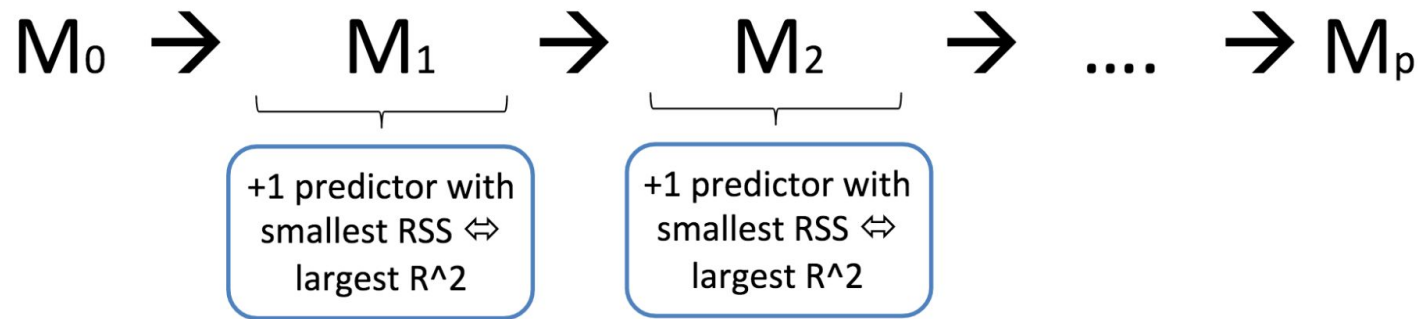 M0 → M1 → M2 → .... → Mp
+1 predictor with
smallest RSS ⇔
largest R^2
+1 predictor with
smallest RSS ⇔
largest R^2